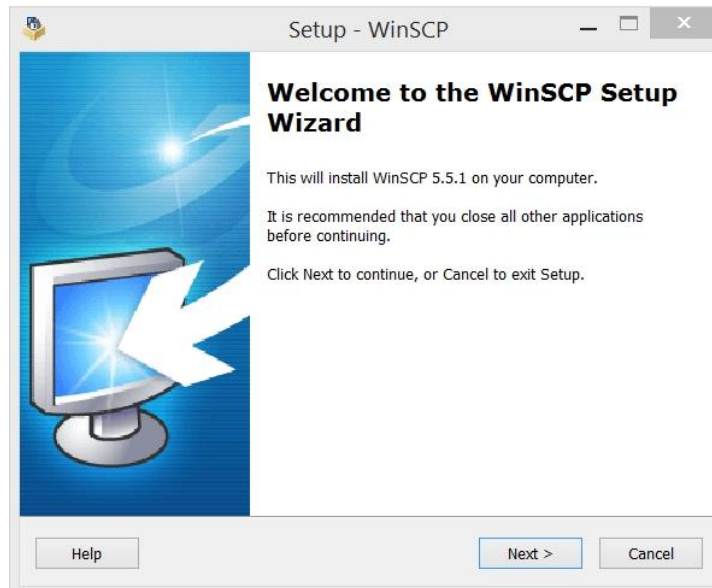 Setup - WinSCP
Welcome to the WinSCP Setup
Wizard
This will install WinSCP 5.5.1 on your computer.
It is recommended that you close all other applications
before continuing.
Click Next to continue, or Cancel to exit Setup.
Help
Next >
Cancel